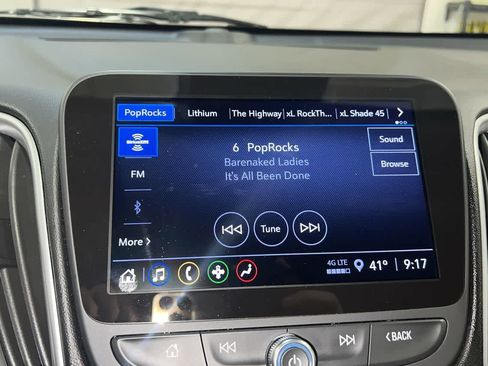 PopRocks Lithium The Highway xL RockTh... xL Shade 45
SiriusXM
6 PopRocks
Sound
Barenaked Ladies
Browse
FM
It's All Been Done
Tune
More
4G LTE
41° 9:17
BACK